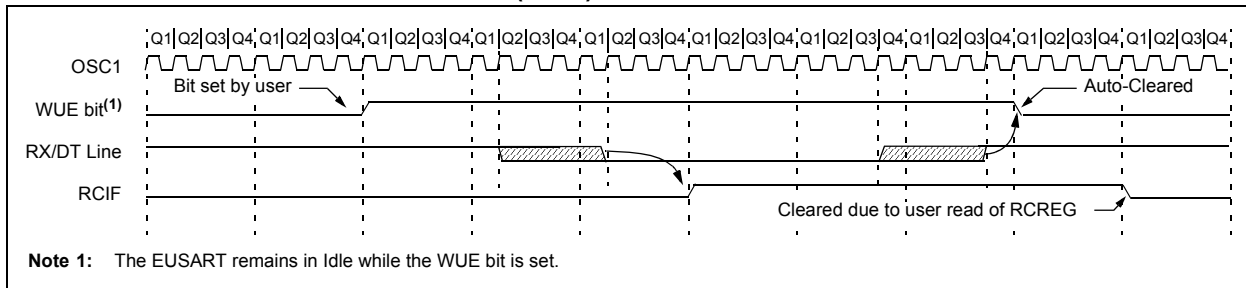 Q1 Q2 Q3 Q4 Q1 Q2 Q3 Q4 Q1 Q2 Q3 Q4 Q1 Q2 Q3 Q4 Q1 Q2 Q3 Q4 Q1 Q2 Q3 Q4 Q1 Q2 Q3 Q4 Q1 Q2 Q3 Q4 Q1 Q2 Q3 Q4 Q1 Q2 Q3 Q4
OSC1
Bit set by user
Auto-Cleared
WUE bit(1)
RX/DT Line
RCIF
Cleared due to user read of RCREG
Note 1: The EUSART remains in Idle while the WUE bit is set.